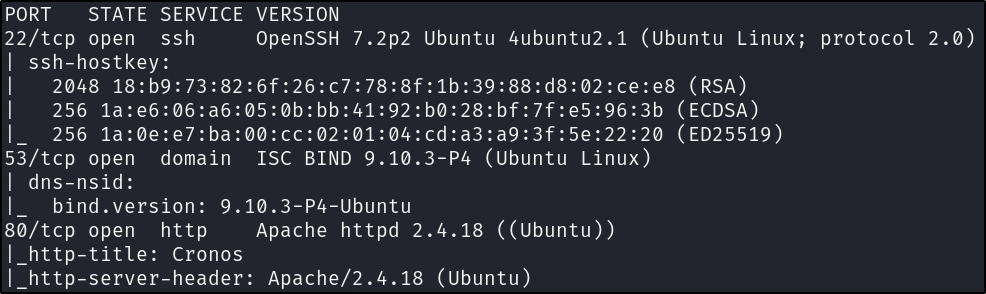 PORT   STATE SERVICE VERSION
22/tcp open  ssh     OpenSSH 7.2p2 Ubuntu 4ubuntu2.1 (Ubuntu Linux; protocol 2.0)
| ssh-hostkey:
|   2048 18:b9:73:82:6f:26:c7:78:8f:1b:39:88:d8:02:ce:e8 (RSA)
|   256 1a:e6:06:a6:05:0b:bb:41:92:b0:28:bf:7f:e5:96:3b (ECDSA)
|_  256 1a:0e:e7:ba:00:cc:02:01:04:cd:a3:a9:3f:5e:22:20 (ED25519)
53/tcp open  domain  ISC BIND 9.10.3-P4 (Ubuntu Linux)
| dns-nsid:
|_  bind.version: 9.10.3-P4-Ubuntu
80/tcp open  http    Apache httpd 2.4.18 ((Ubuntu))
|_http-title: Cronos
|_http-server-header: Apache/2.4.18 (Ubuntu)